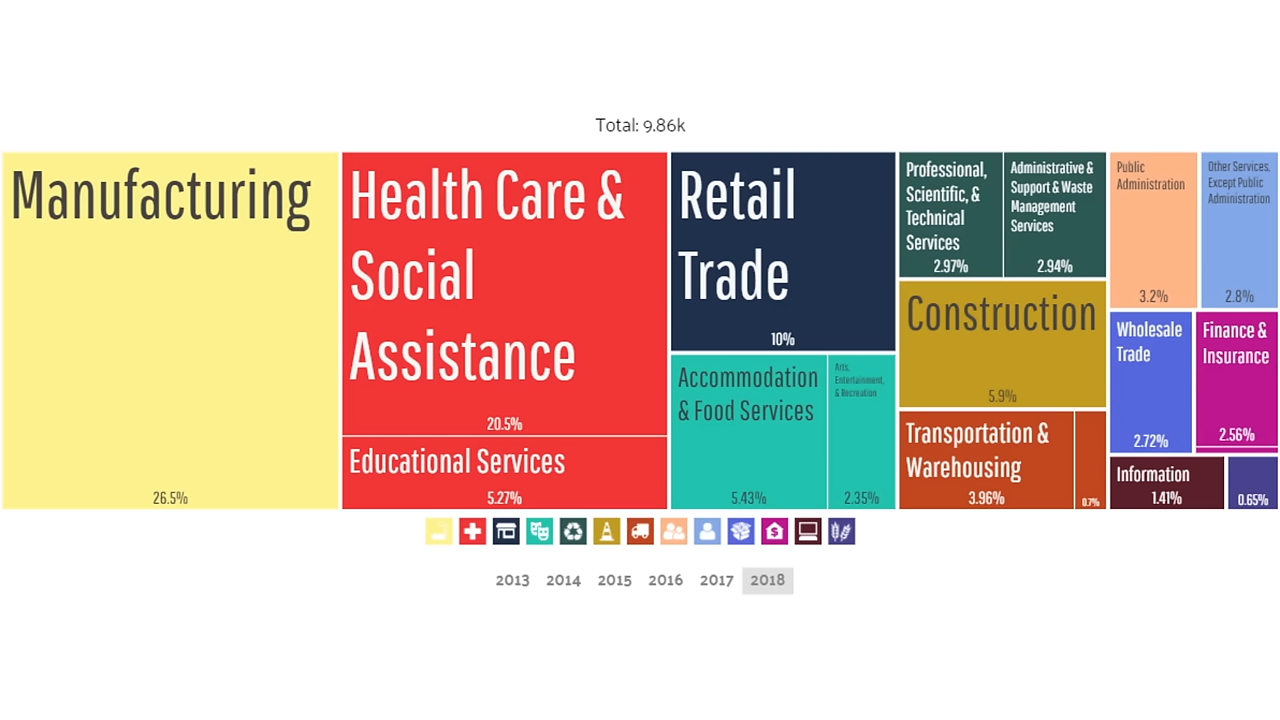 Total: 9.86k
Manufacturing
26.5%
Health Care &
Social
Assistance
20.5%
Educational Services
5.27%
Retail
Trade
10%
Accommodation
& Food Services
5.43%
Arts,
Entertainment,
& Recreation
2.35%
Professional,
Scientific, &
Technical
Services
2.97%
Administrative &
Support & Waste
Management
Services
2.94%
Construction
5.9%
Transportation &
Warehousing
3.96%
0.7%
Public
Administration
3.2%
Other Services,
Except Public
Administration
2.8%
Wholesale
Trade
2.72%
Finance &
Insurance
2.56%
Information
1.41%
0.65%
2013 2014 2015 2016 2017 2018